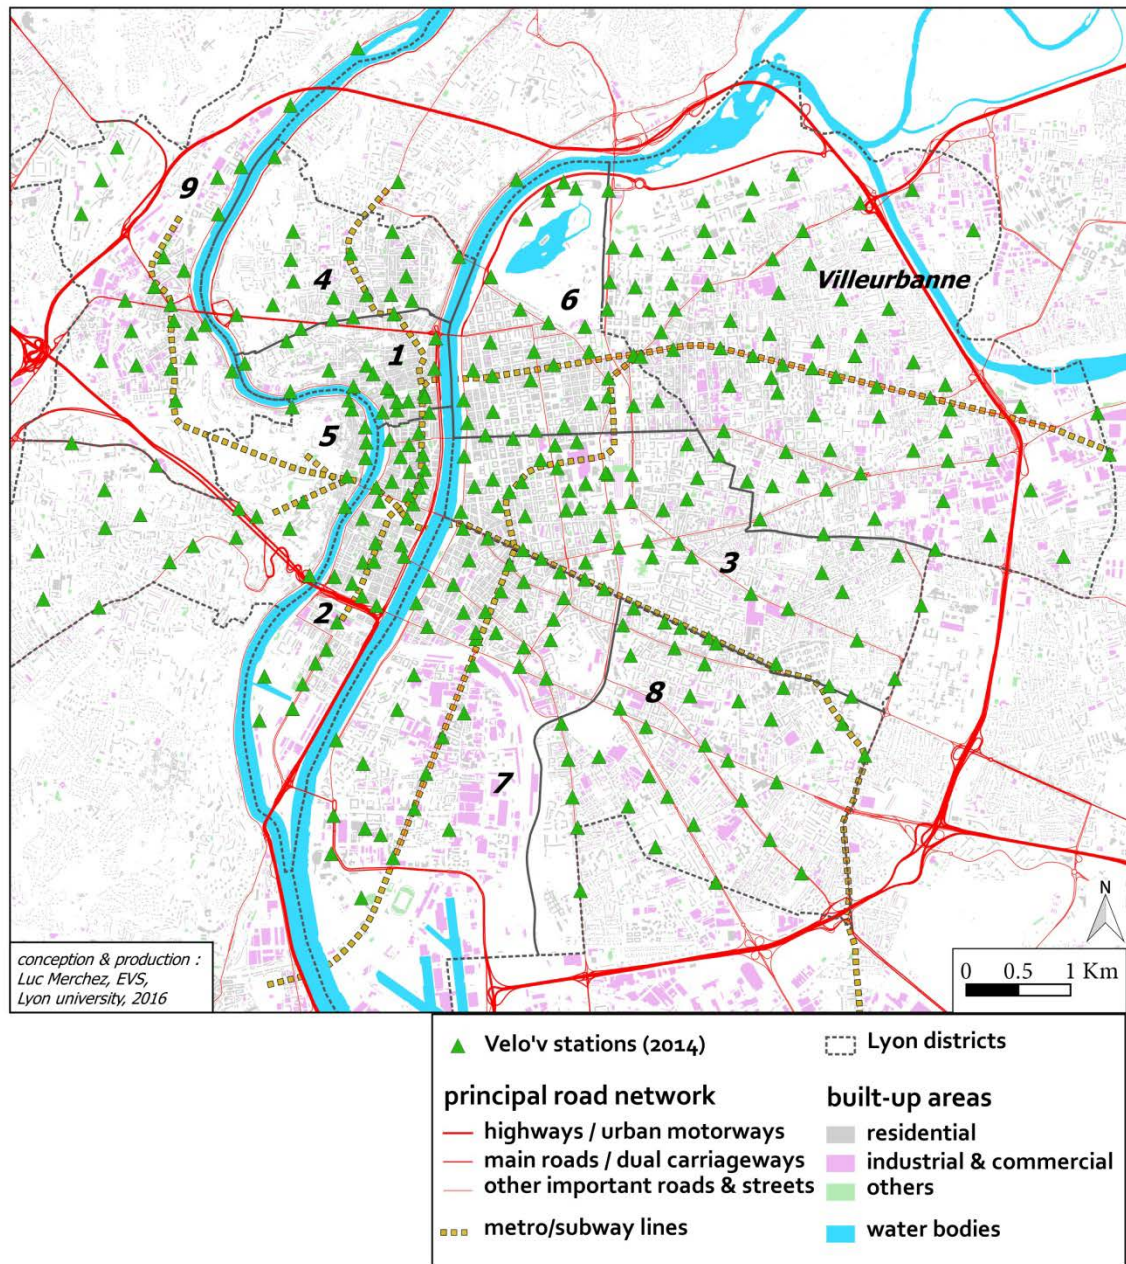 9
4
6
Villeurbanne
1
5
3
2
8
7
N
conception & production :
Luc Merchez, EVS,
Lyon university, 2016
0 0.5 1 Km
Velo'v stations (2014)
Lyon districts
principal road network
built-up areas
highways / urban motorways
residential
main roads / dual carriageways
industrial & commercial
other important roads & streets
others
metro/subway lines
water bodies